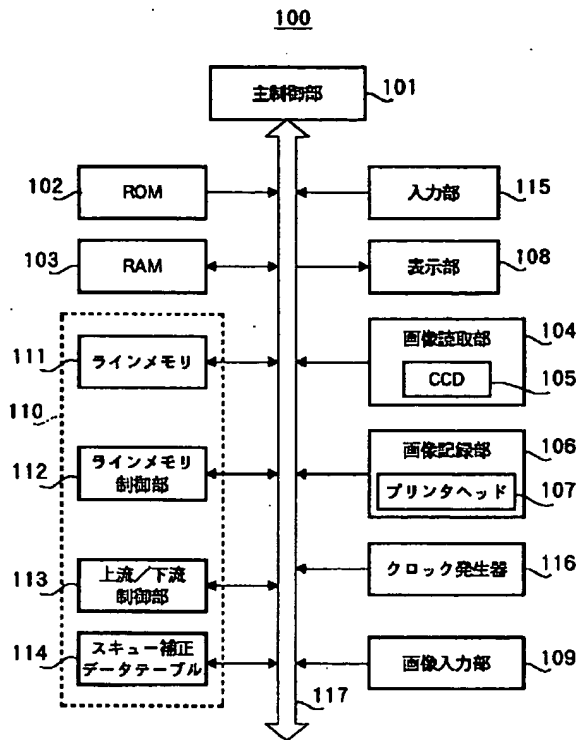 100
主制御部
101
102
ROM
入力部
115
103
RAM
表示部
108
111
ラインメモリ
画像読取部
104
CCD
105
110
112
ラインメモリ
制御部
画像記録部
106
プリンタヘッド
107
113
上流／下流
制御部
クロック発生器
116
114
スキュー補正
データテーブル
画像入力部
109
117